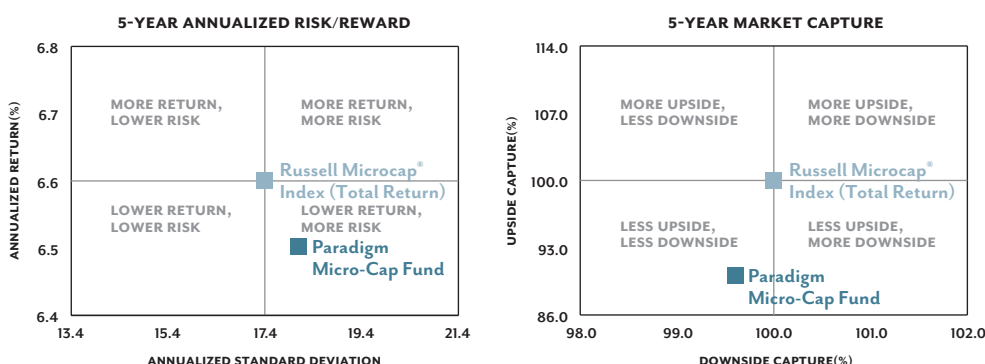 5-YEAR ANNUALIZED RISK/REWARD
6.8
6.7
6.6
6.5
6.4
ANNUALIZED RETURN(%)
MORE RETURN,
LOWER RISK
MORE RETURN,
MORE RISK
Russell Microcap®
Index (Total Return)
LOWER RETURN,
LOWER RISK
LOWER RETURN,
MORE RISK
Paradigm
Micro-Cap Fund
13.4 15.4 17.4 19.4 21.4
ANNUALIZED STANDARD DEVIATION
5-YEAR MARKET CAPTURE
114.0
107.0
100.0
93.0
86.0
UPSIDE CAPTURE(%)
MORE UPSIDE,
LESS DOWNSIDE
MORE UPSIDE,
MORE DOWNSIDE
Russell Microcap®
Index (Total Return)
LESS UPSIDE,
LESS DOWNSIDE
LESS UPSIDE,
MORE DOWNSIDE
Paradigm
Micro-Cap Fund
98.0 99.0 100.0 101.0 102.0
DOWNSIDE CAPTURE(%)